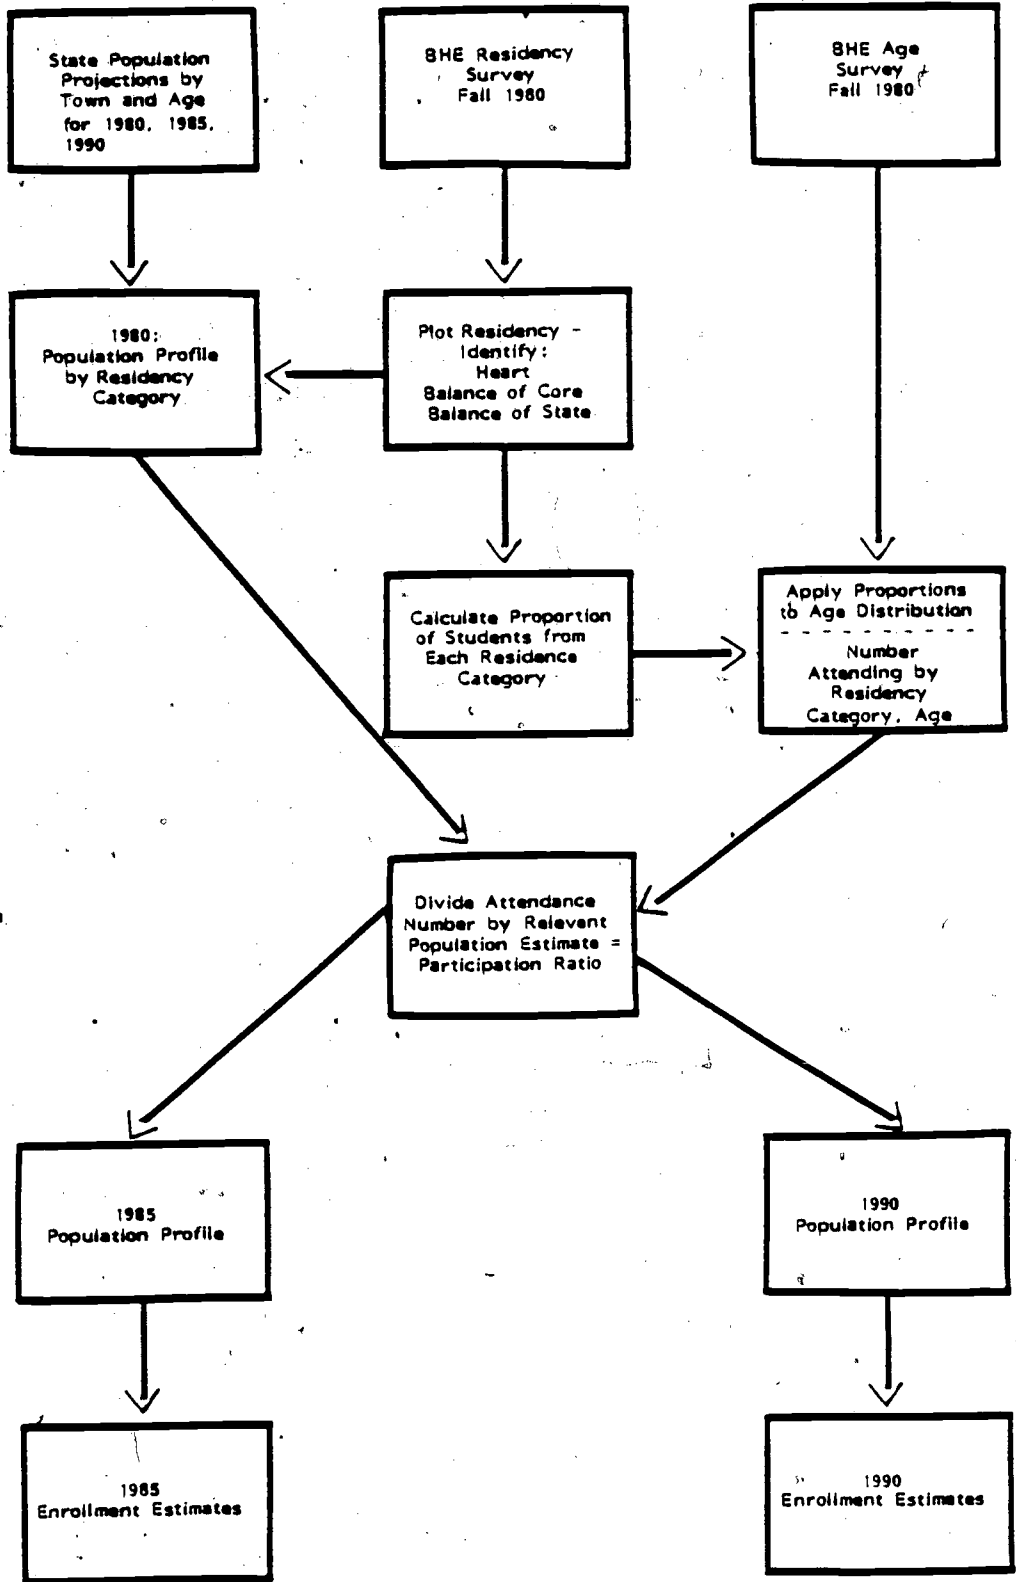 State Population
Projections by
Town and Age
for 1980, 1985,
1990
BHE Residency
Survey
Fall 1980
BHE Age
Survey
Fall 1980
1980:
Population Profile
by Residency
Category
Plot Residency -
Identify:
Heart
Balance of Core
Balance of State
Calculate Proportion
of Students from
Each Residence
Category
Apply Proportions
to Age Distribution
Number
Attending by
Residency
Category, Age
Divide Attendance
Number by Relevant
Population Estimate =
Participation Ratio
1985
Population Profile
1990
Population Profile
1985
Enrollment Estimates
1990
Enrollment Estimates